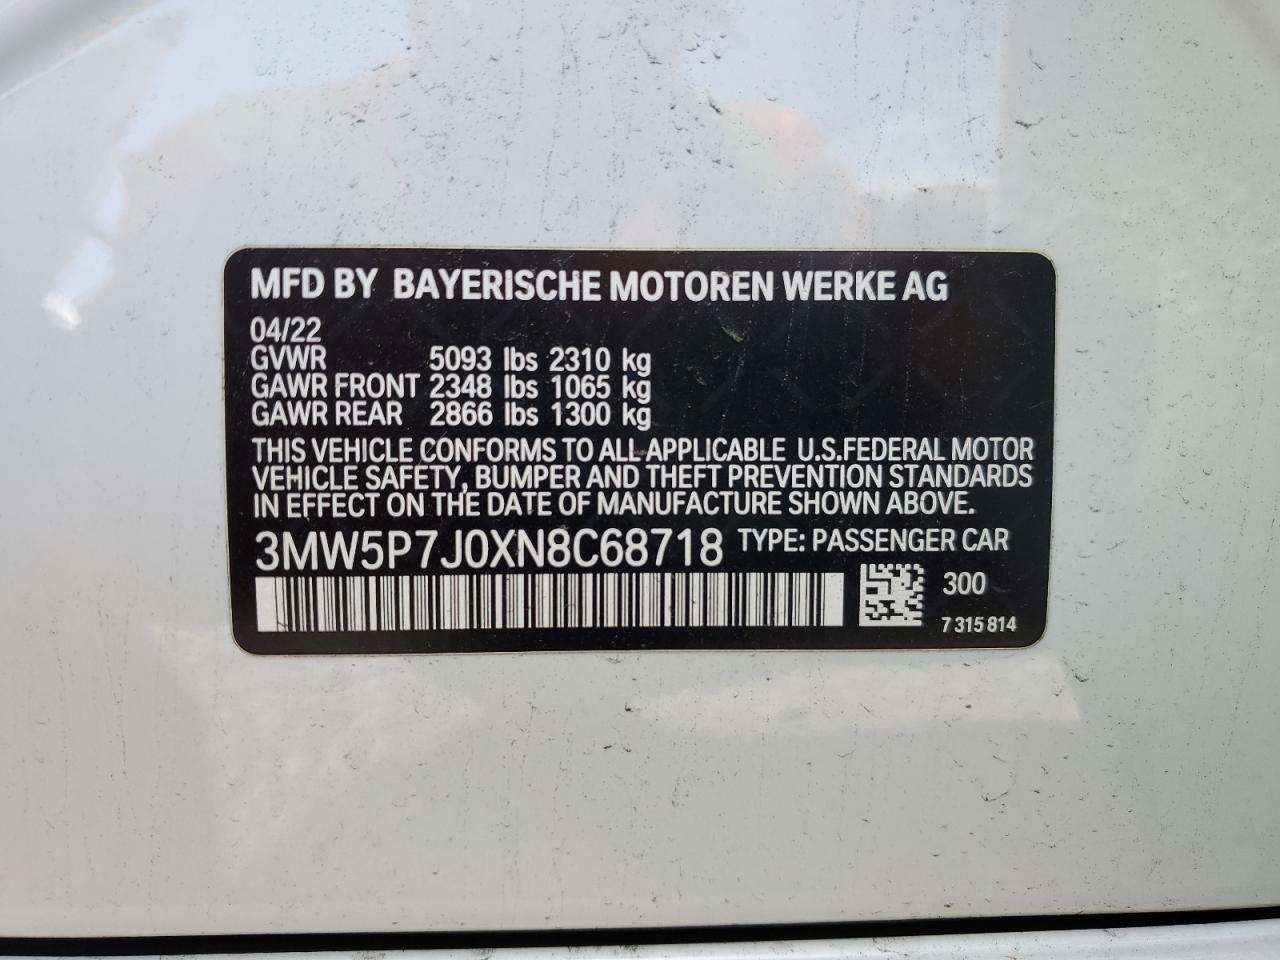 MFD BY BAYERISCHE MOTOREN WERKE AG
04/22
GVWR 5093 lbs 2310 kg
GAWR FRONT 2348 lbs 1065 kg
GAWR REAR 2866 lbs 1300 kg
THIS VEHICLE CONFORMS TO ALL APPLICABLE U.S.FEDERAL MOTOR
VEHICLE SAFETY, BUMPER AND THEFT PREVENTION STANDARDS
IN EFFECT ON THE DATE OF MANUFACTURE SHOWN ABOVE.
3MW5P7J0XN8C68718 TYPE: PASSENGER CAR
300
7 315 814